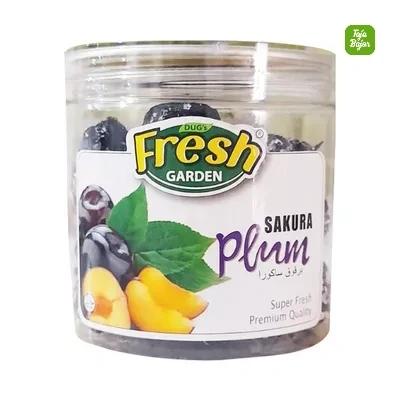 Taja
Bajar
DUG's
Fresh
®
GARDEN
SAKURA
Plum
برقوق ساكورا
Super Fresh
Premium Quality